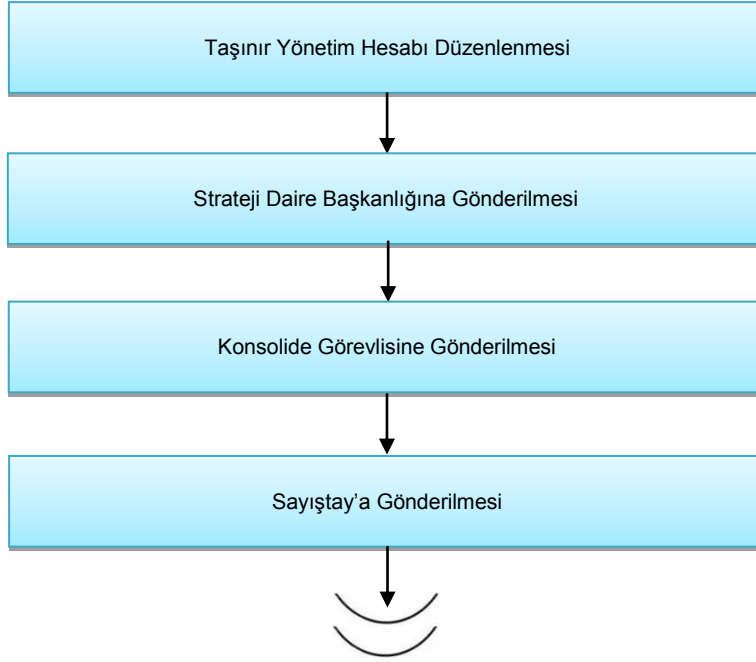 Taşınır Yönetim Hesabı Düzenlenmesi
Strateji Daire Başkanlığına Gönderilmesi
Konsolide Görevlisine Gönderilmesi
Sayıştay’a Gönderilmesi